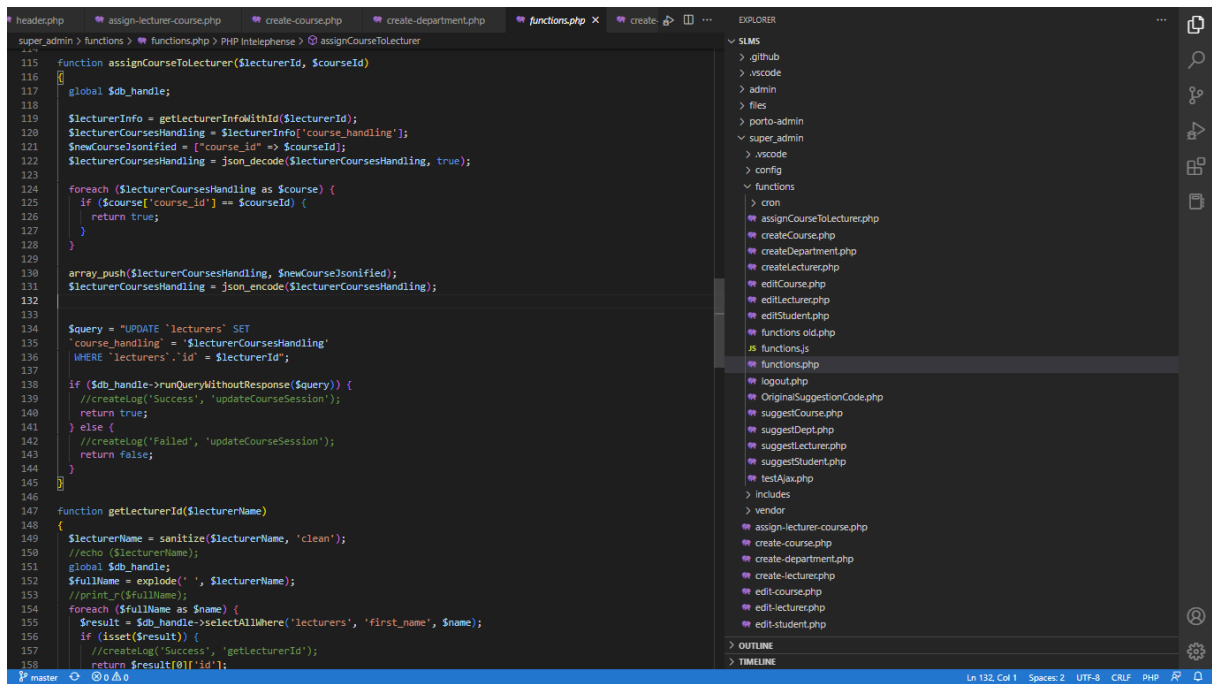 header.php assign-lecturer-course.php create-course.php create-department.php functions.php create-
super_admin > functions > functions.php > PHP Intelephense > assignCourseToLecturer
114
115 function assignCourseToLecturer($lecturerId, $courseId)
116 {
117 global $db_handle;
118
119 $lecturerInfo = getLecturerInfoWithId($lecturerId);
120 $lecturerCoursesHandling = $lecturerInfo['course_handling'];
121 $newCourseJsonified = ["course_id" => $courseId];
122 $lecturerCoursesHandling = json_decode($lecturerCoursesHandling, true);
123
124 foreach ($lecturerCoursesHandling as $course) {
125 if ($course['course_id'] == $courseId) {
126 return true;
127 }
128 }
129
130 array_push($lecturerCoursesHandling, $newCourseJsonified);
131 $lecturerCoursesHandling = json_encode($lecturerCoursesHandling);
132
133
134 $query = "UPDATE `lecturers` SET
135 `course_handling` = '$lecturerCoursesHandling'
136 WHERE `lecturers`.`id` = $lecturerId";
137
138 if ($db_handle->runQueryWithoutResponse($query)) {
139 //createLog('Success', 'updateCourseSession');
140 return true;
141 } else {
142 //createLog('Failed', 'updateCourseSession');
143 return false;
144 }
145 }
146
147 function getLecturerId($lecturerName)
148 {
149 $lecturerName = sanitize($lecturerName, 'clean');
150 //echo ($lecturerName);
151 global $db_handle;
152 $fullName = explode(' ', $lecturerName);
153 //print_r($fullName);
154 foreach ($fullName as $name) {
155 $result = $db_handle->selectAllWhere('lecturers', 'first_name', $name);
156 if (isset($result)) {
157 //createLog('Success', 'getLecturerId');
158 return $result[0]['id'];
EXPLORER
SLMS
.github
.vscode
admin
files
porto-admin
super_admin
.vscode
config
functions
cron
assignCourseToLecturer.php
createCourse.php
createDepartment.php
createLecturer.php
editCourse.php
editLecturer.php
editStudent.php
functions old.php
JS functions.js
functions.php
logout.php
OriginalSuggestionCode.php
suggestCourse.php
suggestDept.php
suggestLecturer.php
suggestStudent.php
testAjax.php
includes
vendor
assign-lecturer-course.php
create-course.php
create-department.php
create-lecturer.php
edit-course.php
edit-lecturer.php
edit-student.php
OUTLINE
TIMELINE
master 0 0 Ln 132, Col 1 Spaces: 2 UTF-8 CRLF PHP